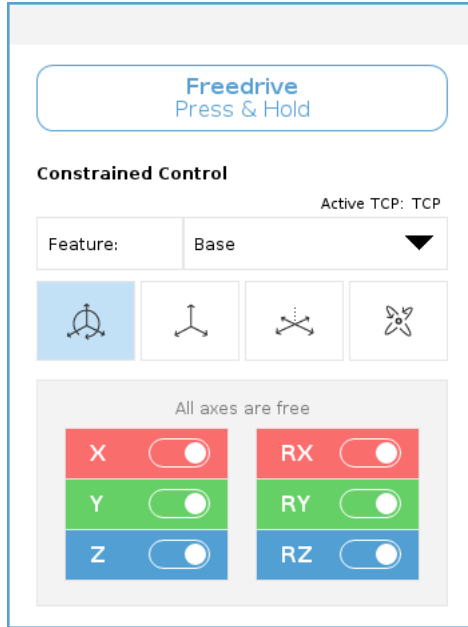 Freedrive
Press & Hold
Constrained Control
Active TCP: TCP
Feature: Base
All axes are free
X RX
Y RY
Z RZ